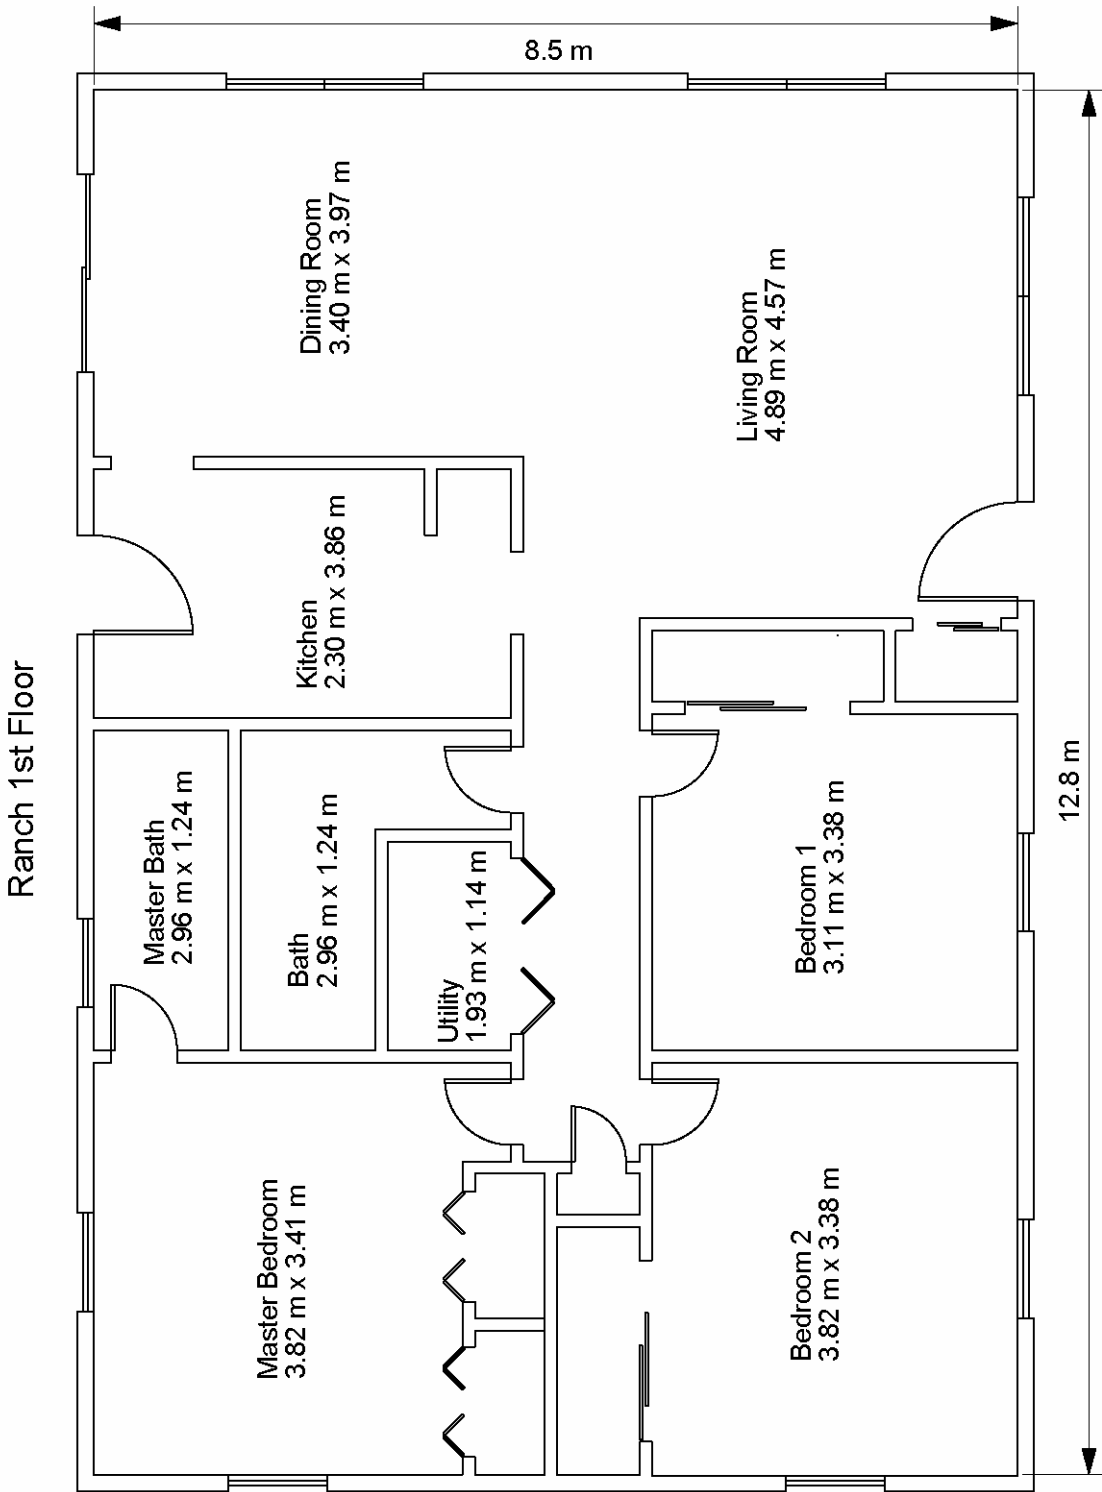 Ranch 1st Floor
8.5 m
12.8 m
Dining Room
3.40 m x 3.97 m
Living Room
4.89 m x 4.57 m
Kitchen
2.30 m x 3.86 m
Master Bath
2.96 m x 1.24 m
Bath
2.96 m x 1.24 m
Utility
1.93 m x 1.14 m
Bedroom 1
3.11 m x 3.38 m
Master Bedroom
3.82 m x 3.41 m
Bedroom 2
3.82 m x 3.38 m